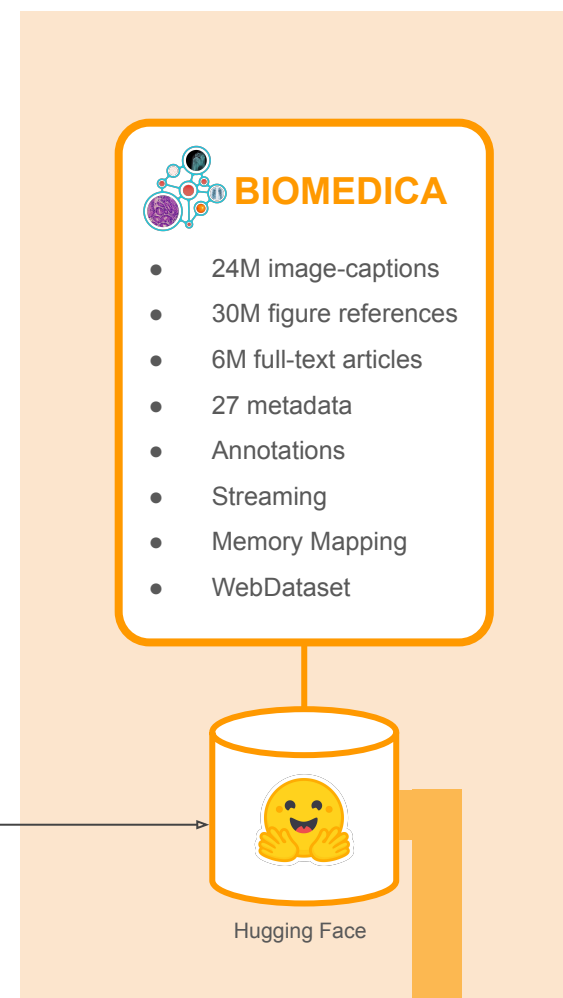 BIOMEDICA
● 24M image-captions
● 30M figure references
● 6M full-text articles
● 27 metadata
● Annotations
● Streaming
● Memory Mapping
● WebDataset
Hugging Face